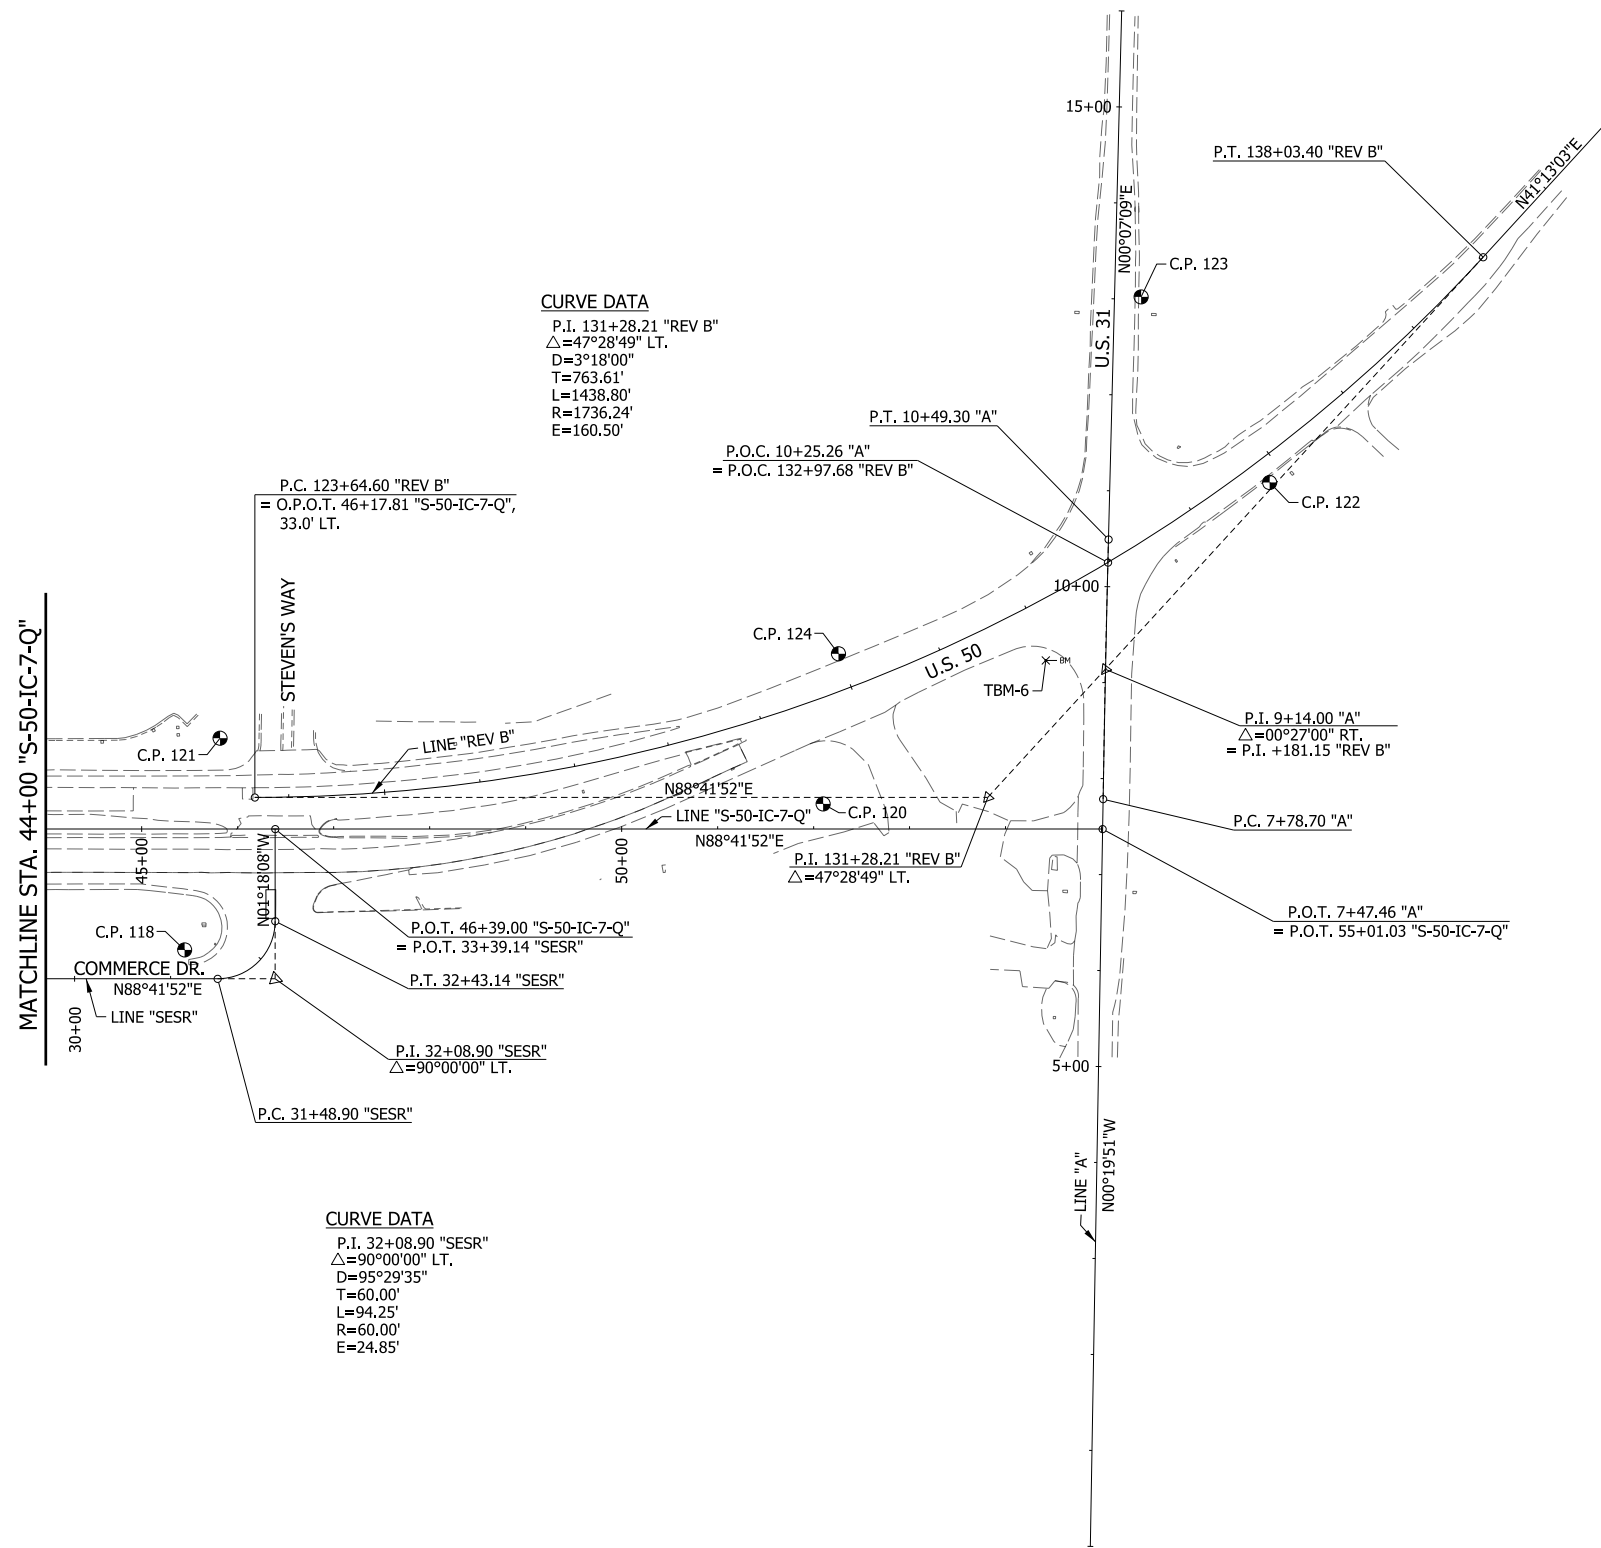 15+00
P.T. 138+03.40 "REV B"
N41°13'03"E
N00°07'09"E
C.P. 123
CURVE DATA
P.I. 131+28.21 "REV B"
△=47°28'49" LT.
D=3°18'00"
T=763.61'
L=1438.80'
R=1736.24'
E=160.50'
U.S. 31
P.T. 10+49.30 "A"
P.O.C. 10+25.26 "A"
= P.O.C. 132+97.68 "REV B"
P.C. 123+64.60 "REV B"
= O.P.O.T. 46+17.81 "S-50-IC-7-Q",
33.0' LT.
C.P. 122
10+00
STEVEN'S WAY
MATCHLINE STA. 44+00 "S-50-IC-7-Q"
C.P. 124
U.S. 50
BM
TBM-6
P.I. 9+14.00 "A"
△=00°27'00" RT.
= P.I. +181.15 "REV B"
C.P. 121
LINE "REV B"
N88°41'52"E
C.P. 120
LINE "S-50-IC-7-Q"
N88°41'52"E
P.C. 7+78.70 "A"
45+00
50+00
N01°18'08"W
P.I. 131+28.21 "REV B"
△=47°28'49" LT.
P.O.T. 7+47.46 "A"
= P.O.T. 55+01.03 "S-50-IC-7-Q"
C.P. 118
P.O.T. 46+39.00 "S-50-IC-7-Q"
= P.O.T. 33+39.14 "SESR"
COMMERCE DR.
N88°41'52"E
P.T. 32+43.14 "SESR"
LINE "SESR"
30+00
P.I. 32+08.90 "SESR"
△=90°00'00" LT.
5+00
P.C. 31+48.90 "SESR"
LINE "A"
N00°19'51"W
CURVE DATA
P.I. 32+08.90 "SESR"
△=90°00'00" LT.
D=95°29'35"
T=60.00'
L=94.25'
R=60.00'
E=24.85'